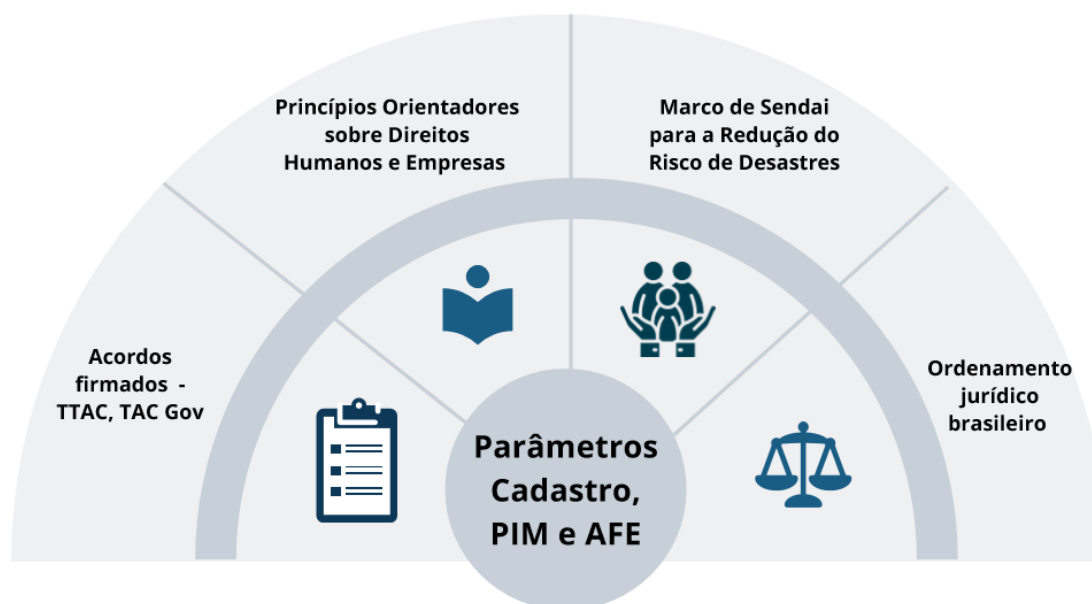 Princípios Orientadores
sobre Direitos
Humanos e Empresas
Marco de Sendai
para a Redução do
Risco de Desastres
Acordos
firmados -
TTAC, TAC Gov
Ordenamento
jurídico
brasileiro
Parâmetros
Cadastro,
PIM e AFE